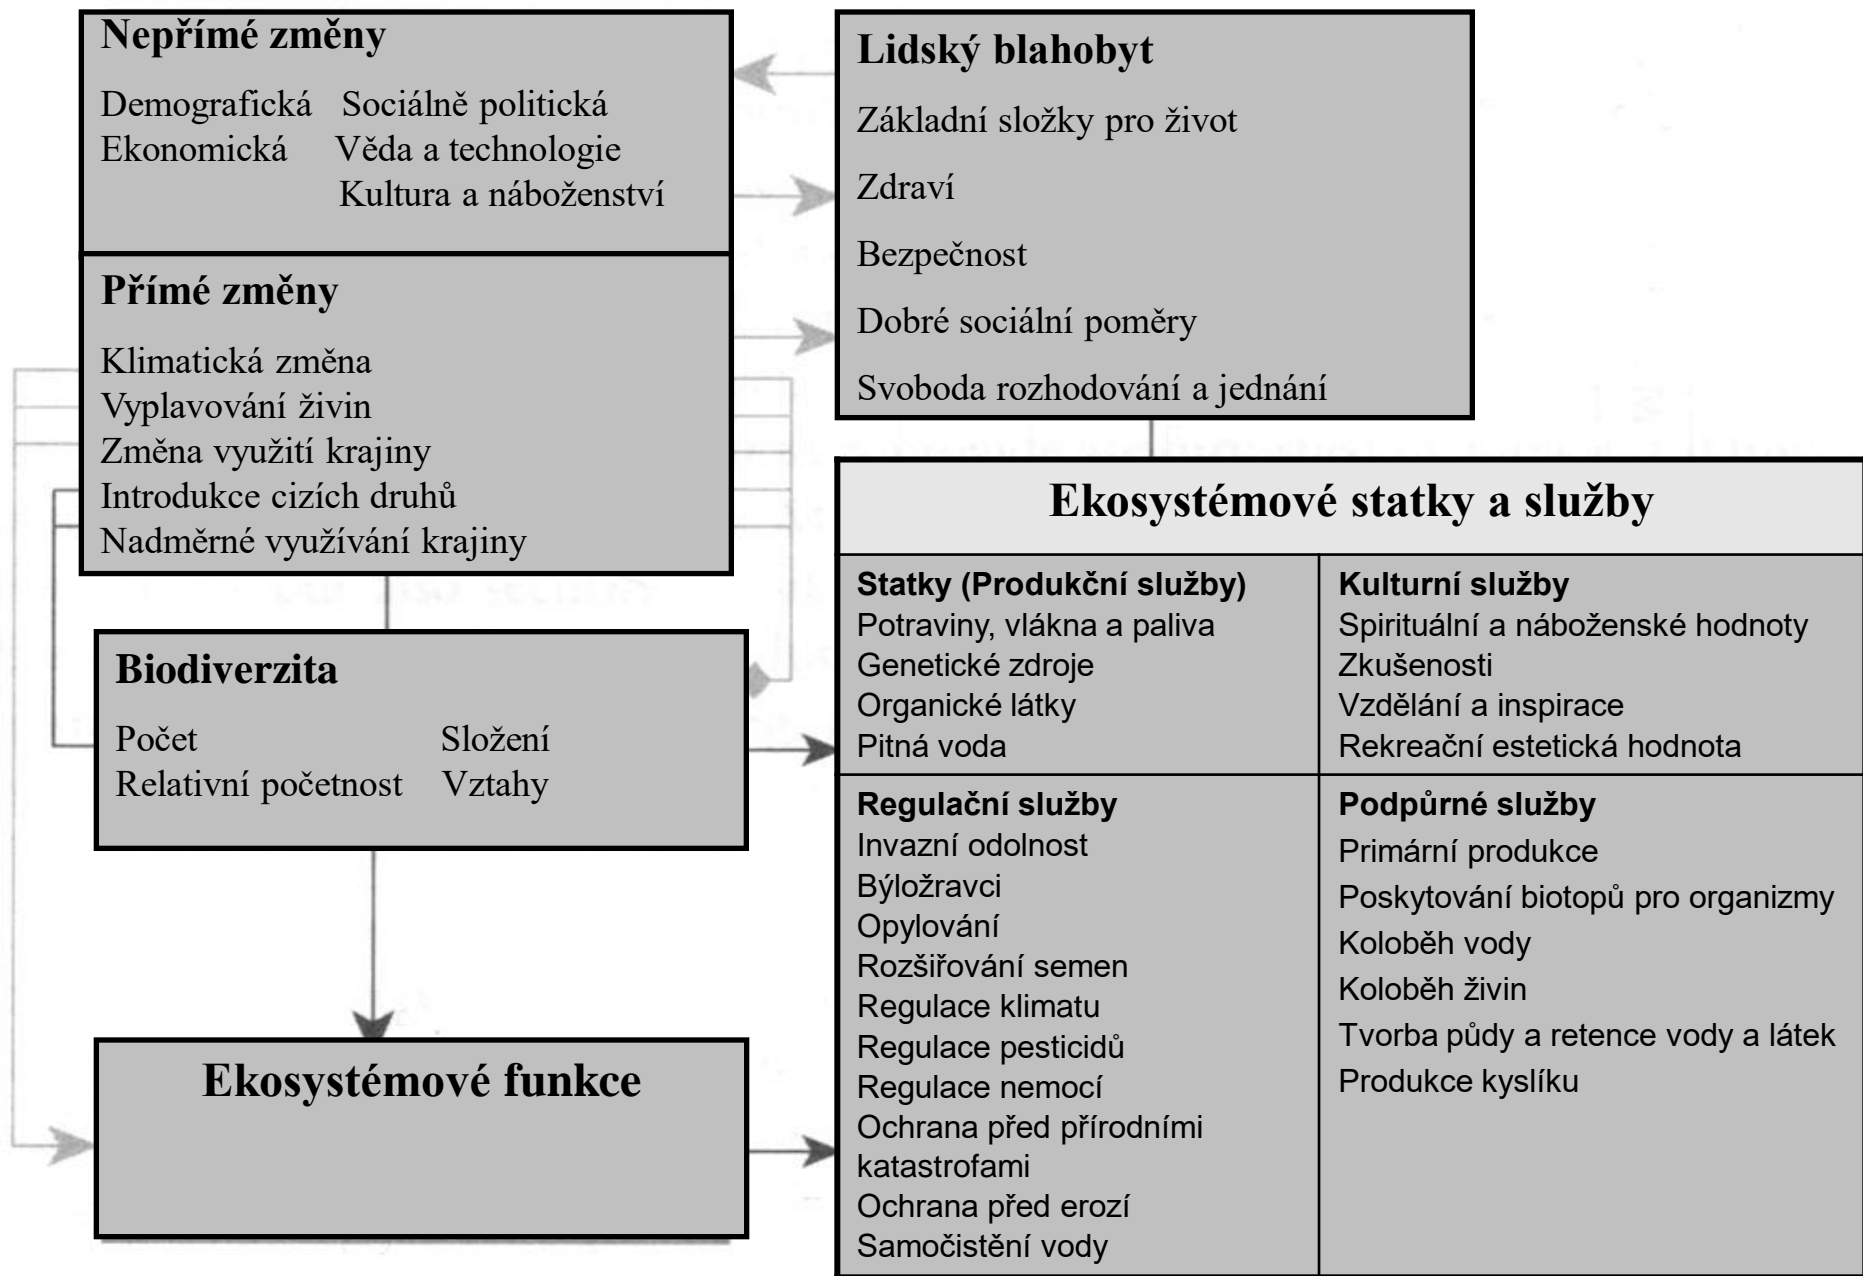 Nepřímé změny
Demografická Sociálně politická
Ekonomická Věda a technologie
Kultura a náboženství
Přímé změny
Klimatická změna
Vyplavování živin
Změna využití krajiny
Introdukce cizích druhů
Nadměrné využívání krajiny
Biodiverzita
Počet Složení
Relativní početnost Vztahy
Ekosystémové funkce
Lidský blahobyt
Základní složky pro život
Zdraví
Bezpečnost
Dobré sociální poměry
Svoboda rozhodování a jednání
Ekosystémové statky a služby
Statky (Produkční služby)
Potraviny, vlákna a paliva
Genetické zdroje
Organické látky
Pitná voda
Kulturní služby
Spirituální a náboženské hodnoty
Zkušenosti
Vzdělání a inspirace
Rekreační estetická hodnota
Regulační služby
Invazní odolnost
Býložravci
Opylování
Rozšiřování semen
Regulace klimatu
Regulace pesticidů
Regulace nemocí
Ochrana před přírodními
katastrofami
Ochrana před erozí
Samočistění vody
Podpůrné služby
Primární produkce
Poskytování biotopů pro organizmy
Koloběh vody
Koloběh živin
Tvorba půdy a retence vody a látek
Produkce kyslíku